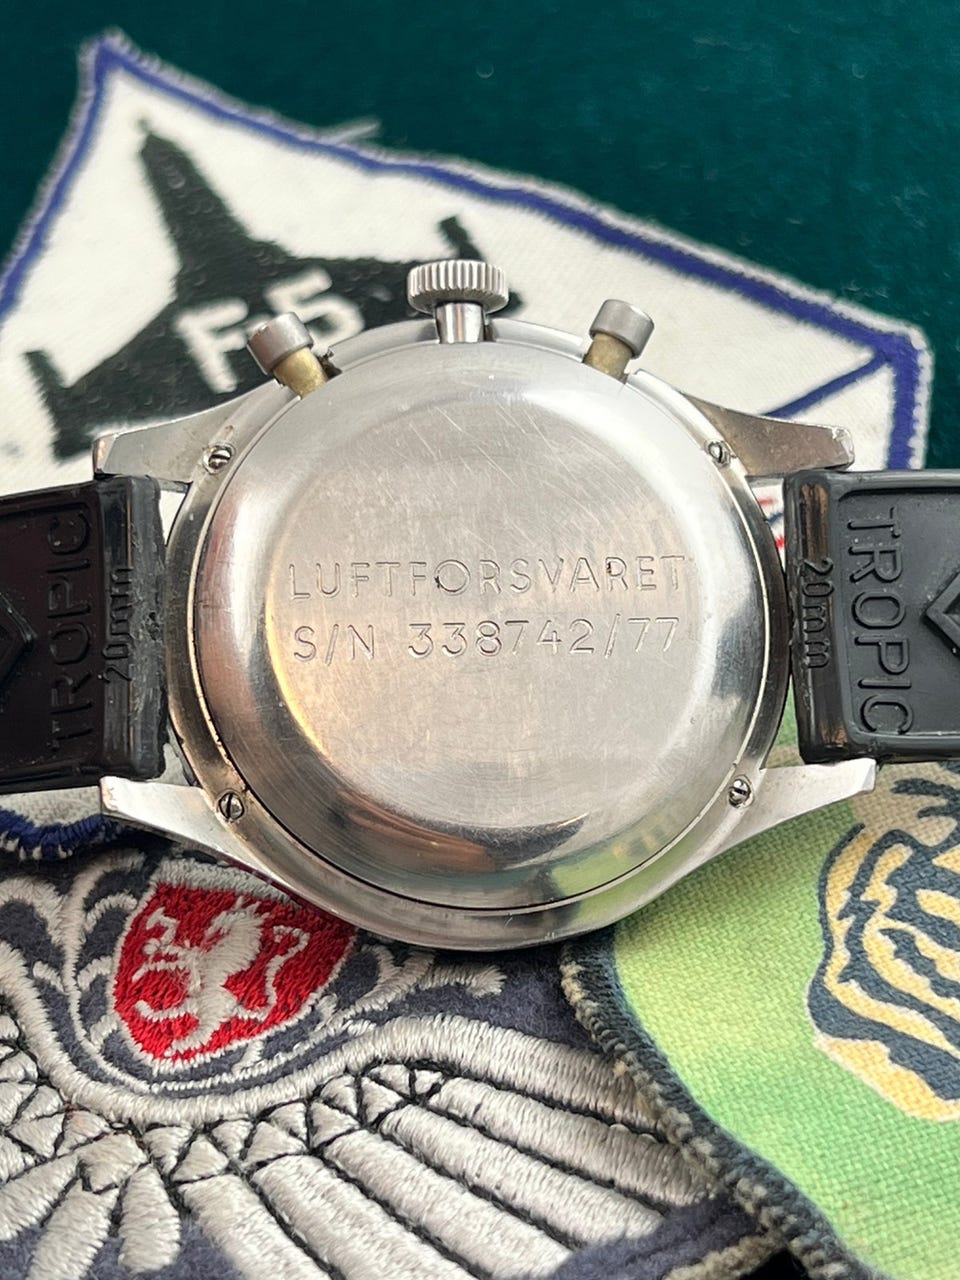 F5
LUFTFORSVARET
S/N 338742/77
TROPIC
20mm
TROPIC
20mm